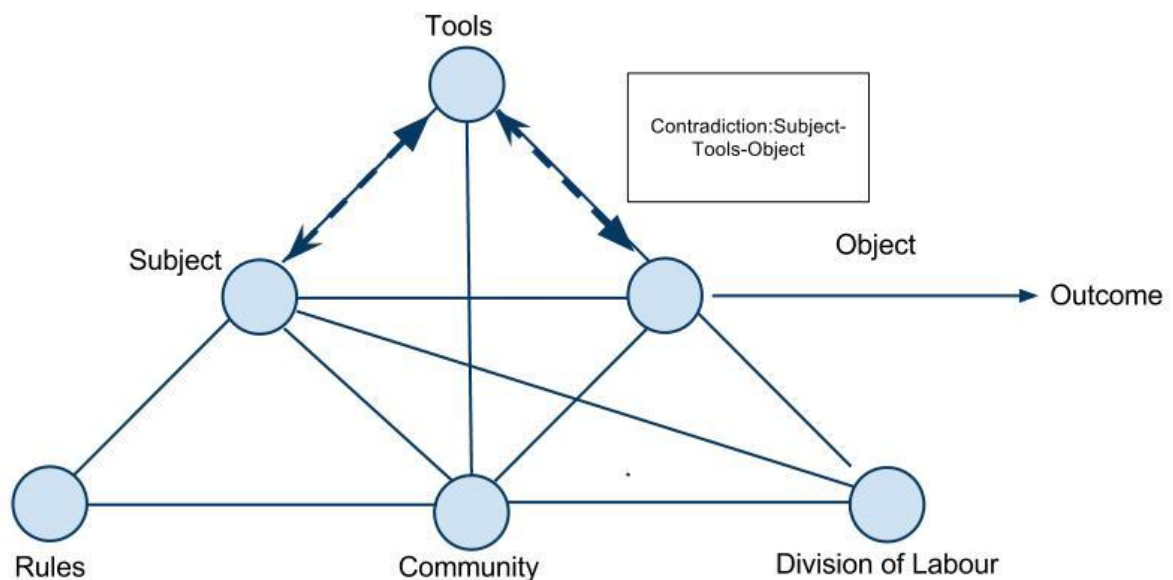 Tools
Contradiction:Subject-
Tools-Object
Subject
Object
Outcome
Rules
Community
Division of Labour